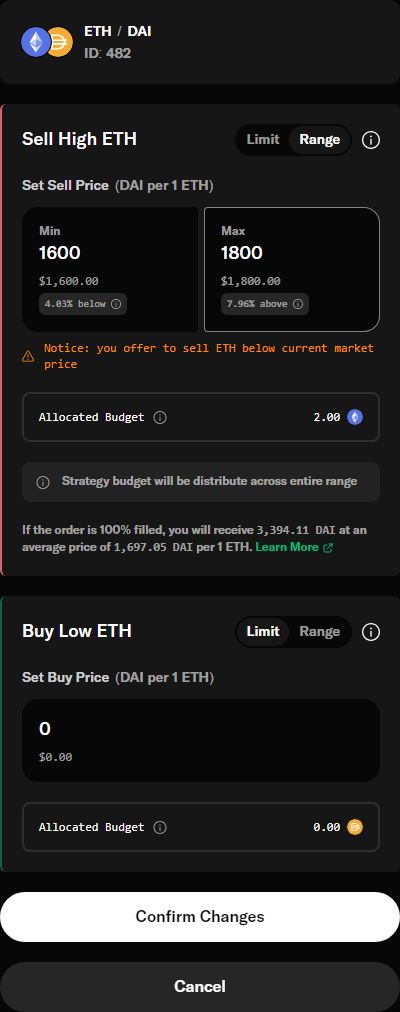 ETH / DAI
ID: 482
Sell High ETH
Limit Range
Set Sell Price (DAI per 1 ETH)
Min
1600
$1,600.00
4.03% below
Max
1800
$1,800.00
7.96% above
Notice: you offer to sell ETH below current market
price
Allocated Budget 2.00
Strategy budget will be distribute across entire range
If the order is 100% filled, you will receive 3,394.11 DAI at an
average price of 1,697.05 DAI per 1 ETH. Learn More
Buy Low ETH
Limit Range
Set Buy Price (DAI per 1 ETH)
0
$0.00
Allocated Budget 0.00
Confirm Changes
Cancel